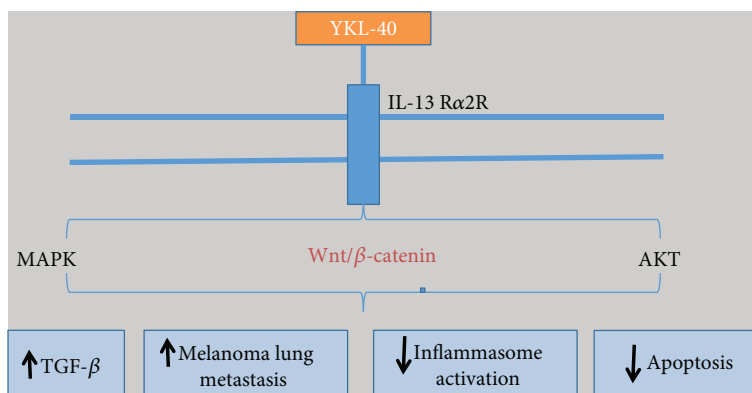 YKL-40
IL-13 Rα2R
MAPK
Wnt/β-catenin
AKT
TGF-β
Melanoma lung
metastasis
Inflammasome
activation
Apoptosis